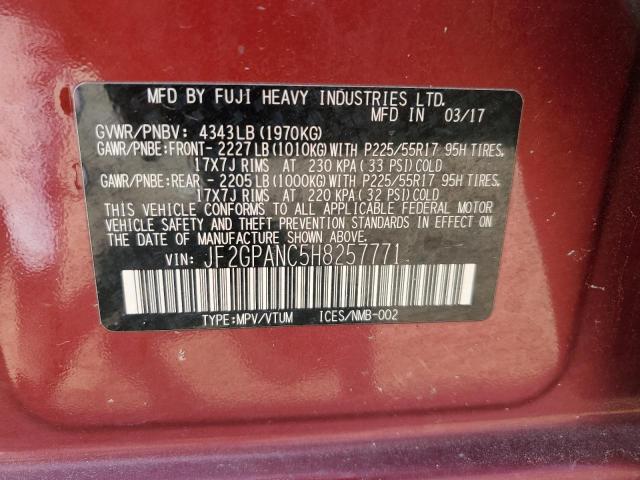 MFD BY FUJI HEAVY INDUSTRIES LTD.
MFD IN 03/17
GVWR/PNBV: 4343LB (1970KG)
GAWR/PNBE:FRONT- 2227LB (1010KG) WITH P225/55R17 95H TIRES,
17X7J RIMS AT 230 KPA (33 PSI) COLD
GAWR/PNBE:REAR - 2205LB (1000KG) WITH P225/55R17 95H TIRES,
17X7J RIMS AT 220 KPA (32 PSI) COLD
THIS VEHICLE CONFORMS TO ALL APPLICABLE FEDERAL MOTOR
VEHICLE SAFETY AND THEFT PREVENTION STANDARDS IN EFFECT ON
THE DATE OF MANUFACTURE SHOWN ABOVE.
VIN: JF2GPANC5H8257771
TYPE:MPV/VTUM ICES/NMB-002